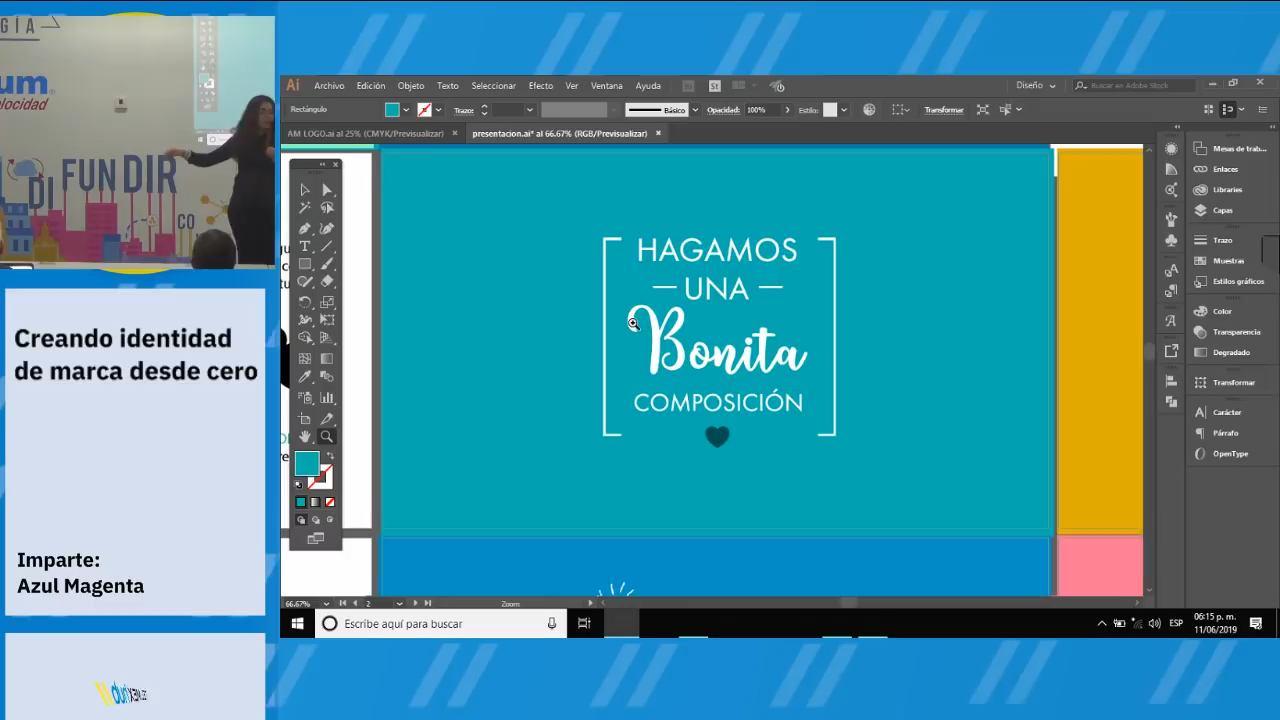 GÍA
um
alocidad
DI
FUN
DIR
CO
Creando identidad
de marca desde cero
Imparte:
Azul Magenta
Ai
Archivo Edición Objeto Texto Seleccionar Efecto Ver Ventana Ayuda
St
Diseño
Buscar en Adobe Stock
Rectángulo
Trazo:
Básico
Opacidad: 100%
Estilo:
Transformar
AM LOGO.ai al 25% (CMYK/Previsualizar)
presentacion.ai* al 66.67% (RGB/Previsualizar)
HAGAMOS
UNA
Bonita
COMPOSICIÓN
Mesas de trab...
Enlaces
Libraries
Capas
Trazo
Muestras
Estilos gráficos
Color
Transparencia
Degradado
Transformar
Carácter
Párrafo
OpenType
66.67%
2
Zoom
Escribe aquí para buscar
ESP
06:15 p. m.
11/06/2019